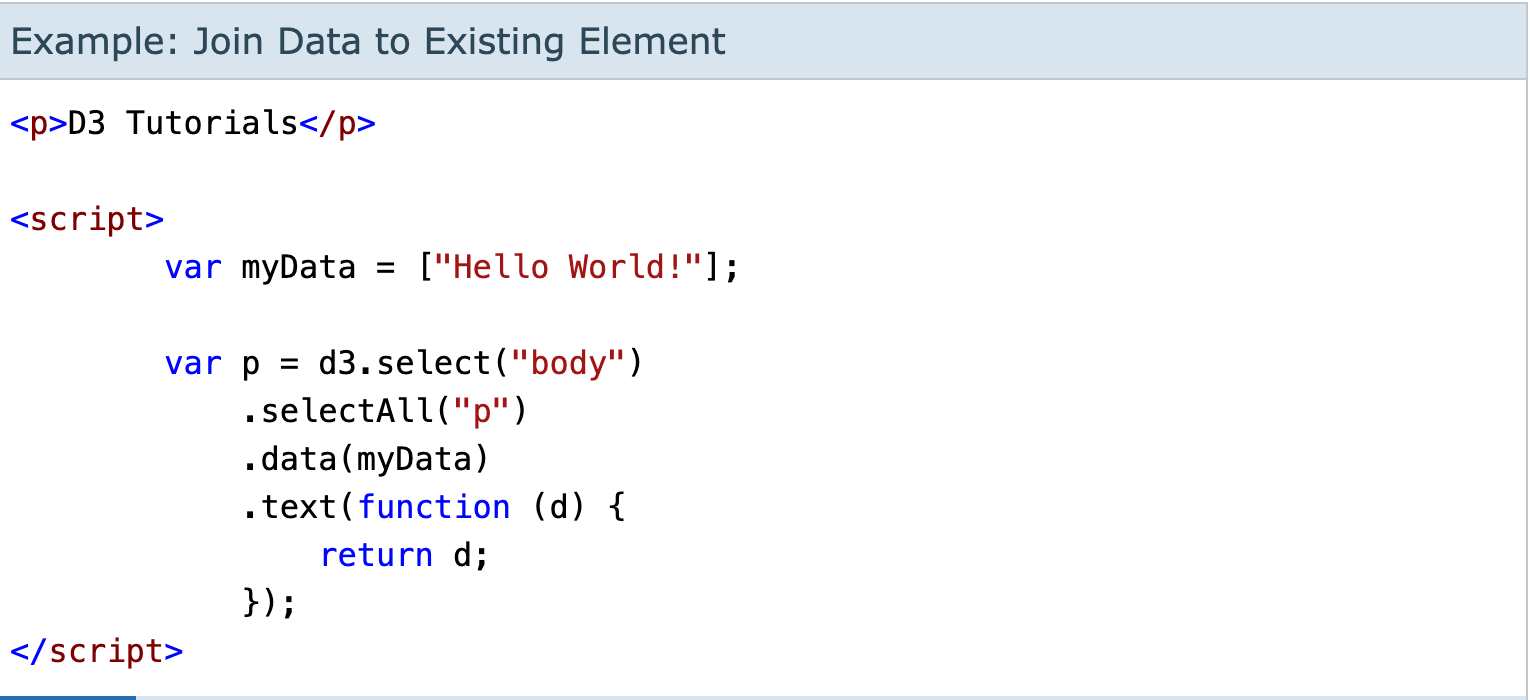 Example: Join Data to Existing Element
<p>D3 Tutorials</p>
<script>
var myData = ["Hello World!"];
var p = d3.select("body")
.selectAll("p")
.data(myData)
.text(function (d) {
return d;
});
</script>